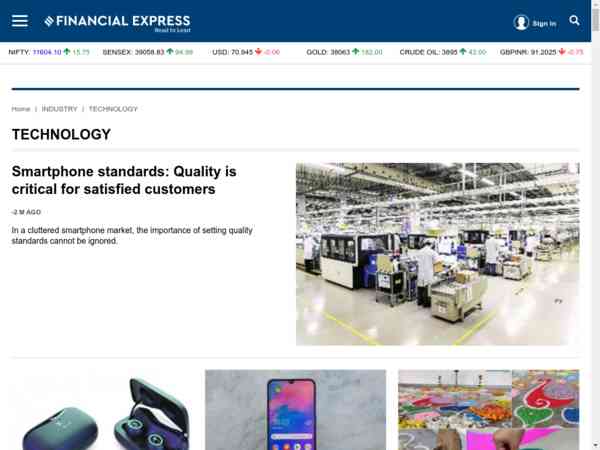 FINANCIAL EXPRESS
Read to Lead
Sign In
NIFTY: 11604.10 15.75 SENSEX: 39058.83 94.99 USD: 70.945 -0.06 GOLD: 38063 182.00 CRUDE OIL: 3895 43.00 GBPINR: 91.2025 -0.75
Home | INDUSTRY | TECHNOLOGY
TECHNOLOGY
Smartphone standards: Quality is
critical for satisfied customers
-2 M AGO
In a cluttered smartphone market, the importance of setting quality
standards cannot be ignored.